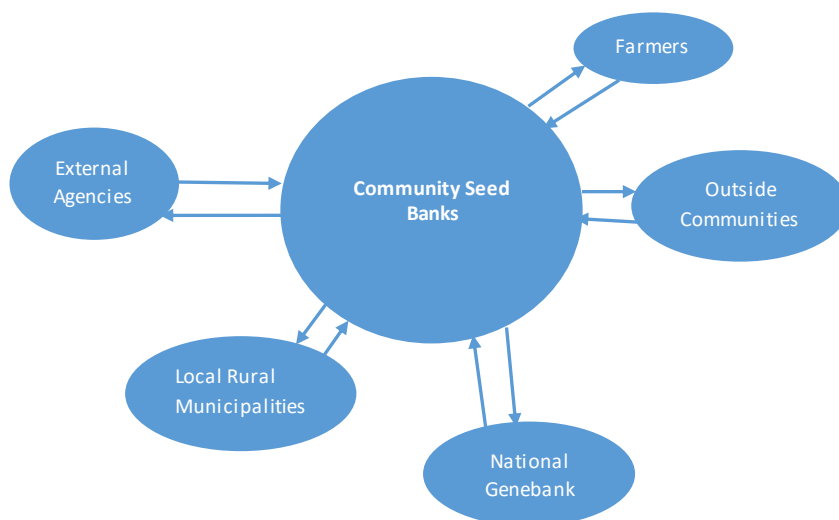 Farmers
External
Agencies
Community Seed
Banks
Outside
Communities
Local Rural
Municipalities
National
Genebank